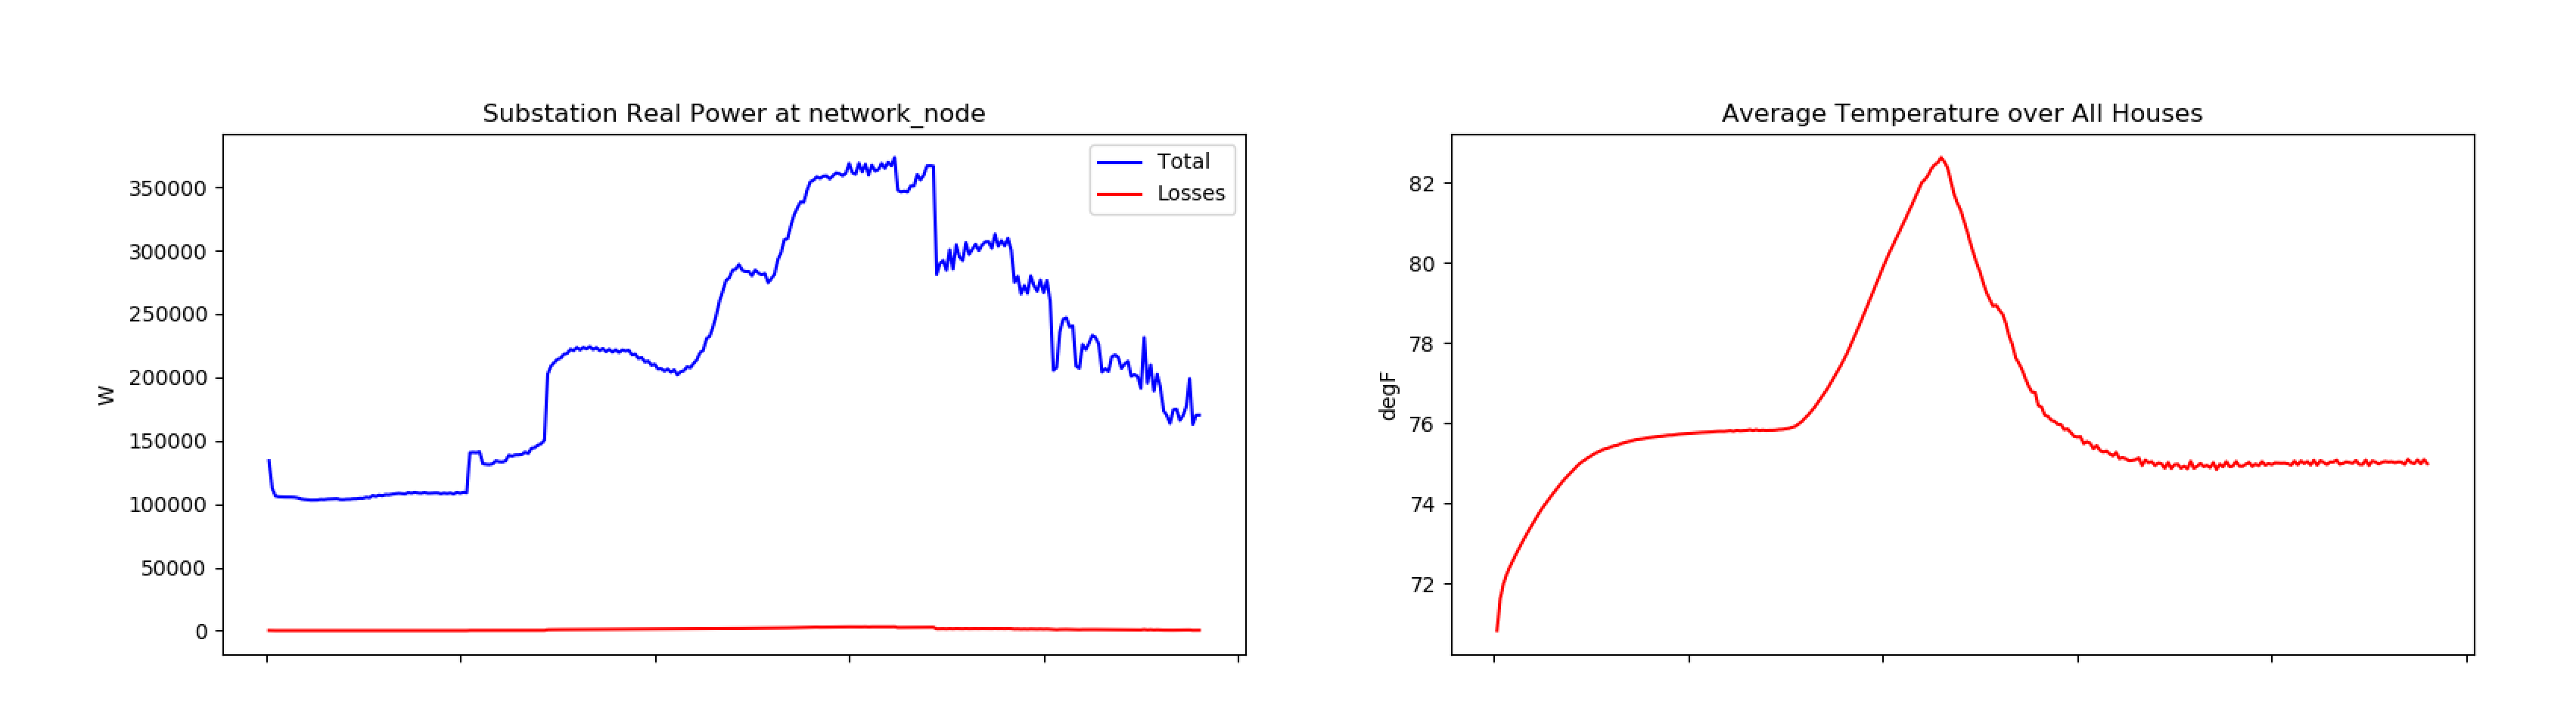 Substation Real Power at network_node
Total
Losses
350000
300000
250000
200000
150000
100000
50000
0
W
Average Temperature over All Houses
82
80
78
76
74
72
degF